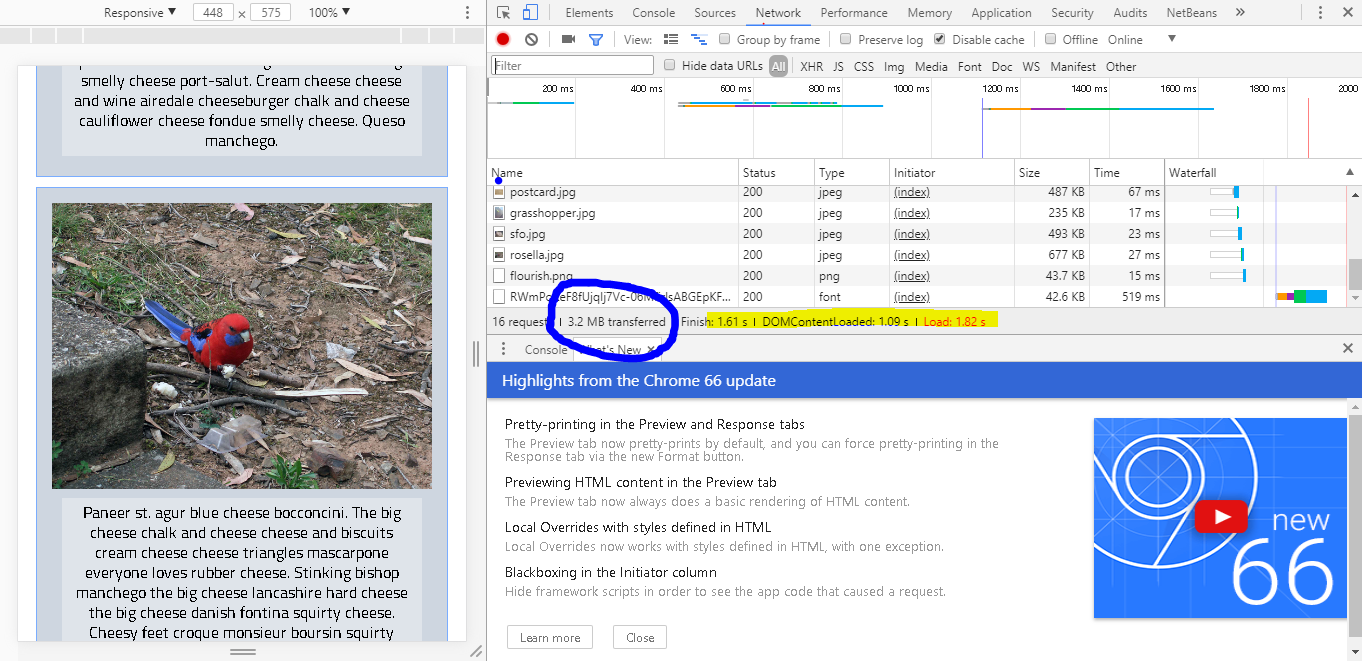 Responsive ▼ 448 × 575 100% ▼
smelly cheese port-salut. Cream cheese cheese
and wine airedale cheeseburger chalk and cheese
cauliflower cheese fondue smelly cheese. Queso
manchego.
Paneer st. agur blue cheese bocconcini. The big
cheese chalk and cheese cheese and biscuits
cream cheese cheese triangles mascarpone
everyone loves rubber cheese. Stinking bishop
manchego the big cheese lancashire hard cheese
the big cheese danish fontina squirty cheese.
Cheesy feet croque monsieur boursin squirty
Elements Console Sources Network Performance Memory Application Security Audits NetBeans »
View: Group by frame Preserve log Disable cache Offline Online ▼
Filter Hide data URLs All XHR JS CSS Img Media Font Doc WS Manifest Other
200 ms 400 ms 600 ms 800 ms 1000 ms 1200 ms 1400 ms 1600 ms 1800 ms 2000
Name Status Type Initiator Size Time Waterfall
postcard.jpg 200 jpeg (index) 487 KB 67 ms
grasshopper.jpg 200 jpeg (index) 235 KB 17 ms
sfo.jpg 200 jpeg (index) 493 KB 23 ms
rosella.jpg 200 jpeg (index) 677 KB 27 ms
flourish.png 200 png (index) 43.7 KB 15 ms
200 font (index) 42.6 KB 519 ms
16 requests | 3.2 MB transferred | Finish: 1.61 s | DOMContentLoaded: 1.09 s | Load: 1.82 s
Console What's New ×
Highlights from the Chrome 66 update
Pretty-printing in the Preview and Response tabs
The Preview tab now pretty-prints by default, and you can force pretty-printing in the
Response tab via the new Format button.
Previewing HTML content in the Preview tab
The Preview tab now always does a basic rendering of HTML content.
Local Overrides with styles defined in HTML
Local Overrides now works with styles defined in HTML, with one exception.
Blackboxing in the Initiator column
Hide framework scripts in order to see the app code that caused a request.
Learn more Close
new
66